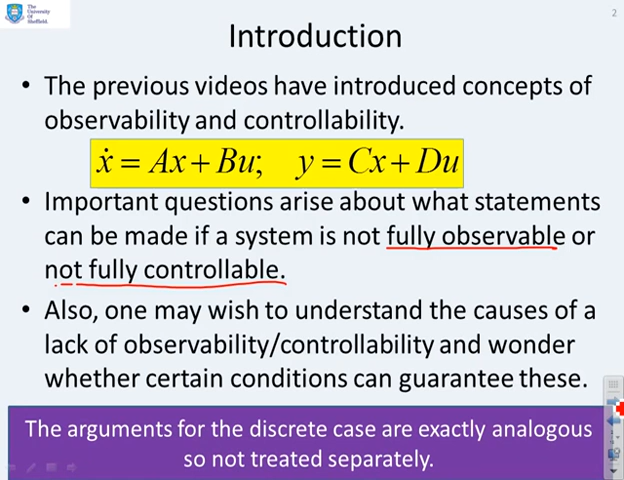 The
University
Of
Sheffield.
2
Introduction
• The previous videos have introduced concepts of
observability and controllability.
ẋ = Ax + Bu; y = Cx + Du
• Important questions arise about what statements
can be made if a system is not fully observable or
not fully controllable.
• Also, one may wish to understand the causes of a
lack of observability/controllability and wonder
whether certain conditions can guarantee these.
The arguments for the discrete case are exactly analogous
so not treated separately.